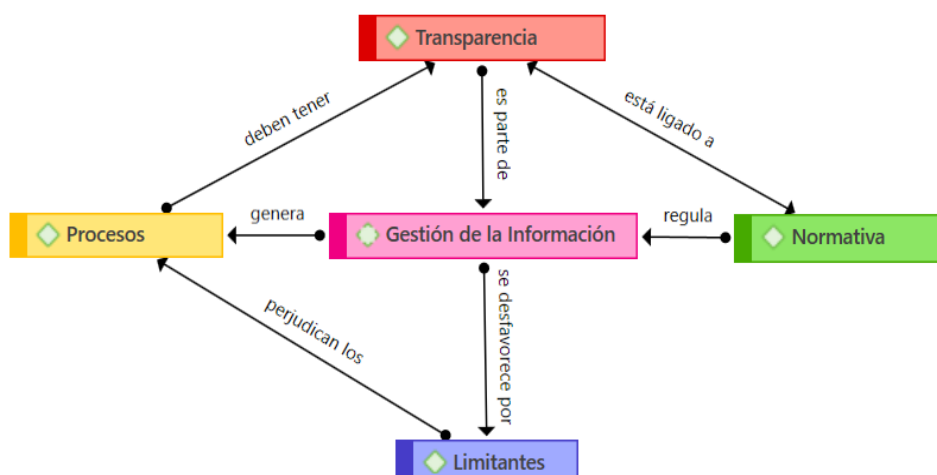 Transparencia
deben tener
es parte de
está ligado a
Procesos
genera
Gestión de la Información
regula
Normativa
perjudican los
se desfavorece por
Limitantes